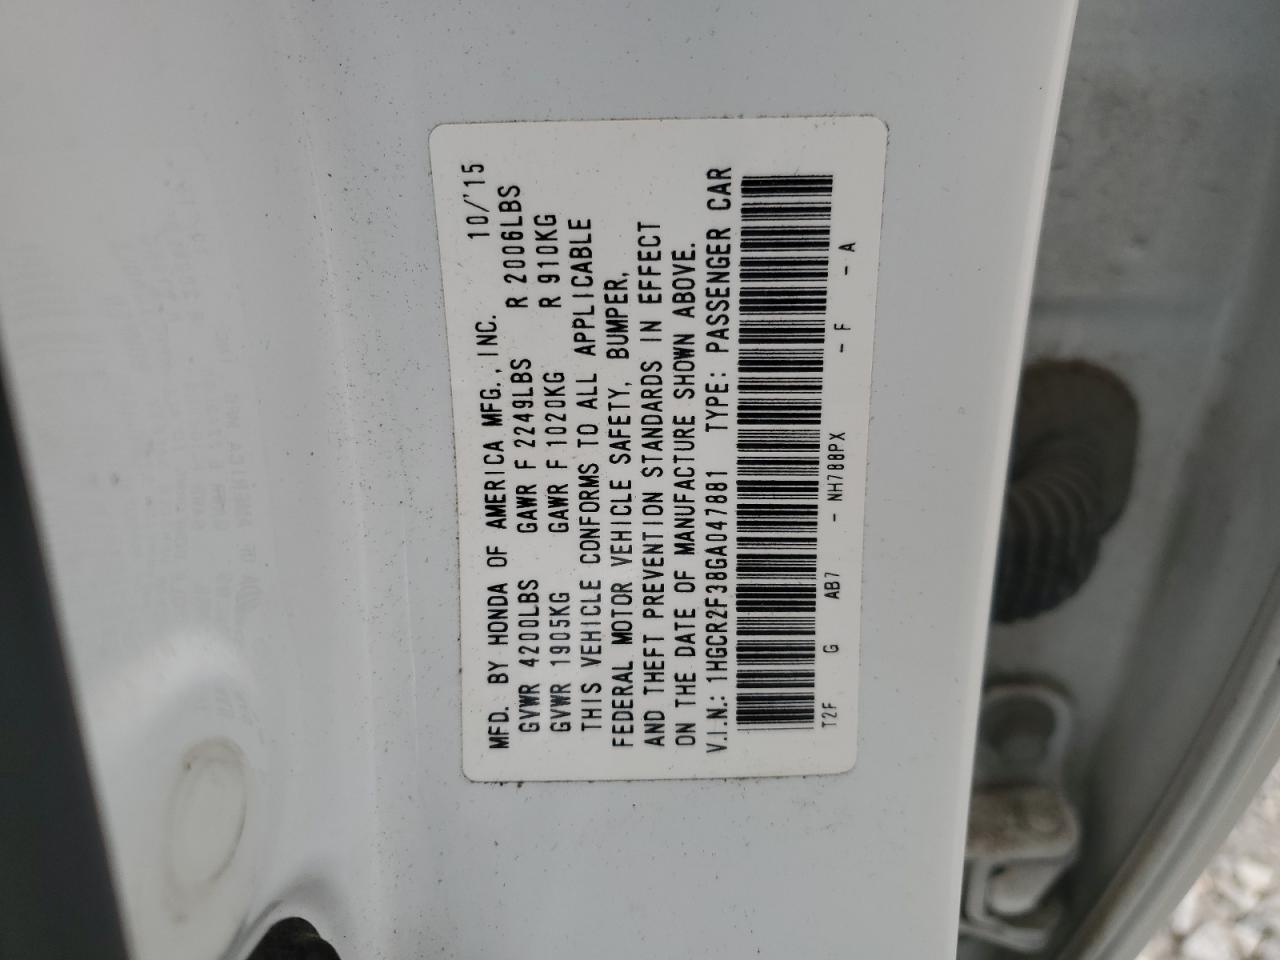 MFD. BY HONDA OF AMERICA MFG., INC. 10/'15
GVWR 4200LBS GAWR F 2249LBS R 2006LBS
GVWR 1905KG GAWR F 1020KG R 910KG
THIS VEHICLE CONFORMS TO ALL APPLICABLE
FEDERAL MOTOR VEHICLE SAFETY, BUMPER,
AND THEFT PREVENTION STANDARDS IN EFFECT
ON THE DATE OF MANUFACTURE SHOWN ABOVE.
V.I.N.: 1HGCR2F38GA047881 TYPE: PASSENGER CAR
T2F G AB7 - NH788PX - F - A